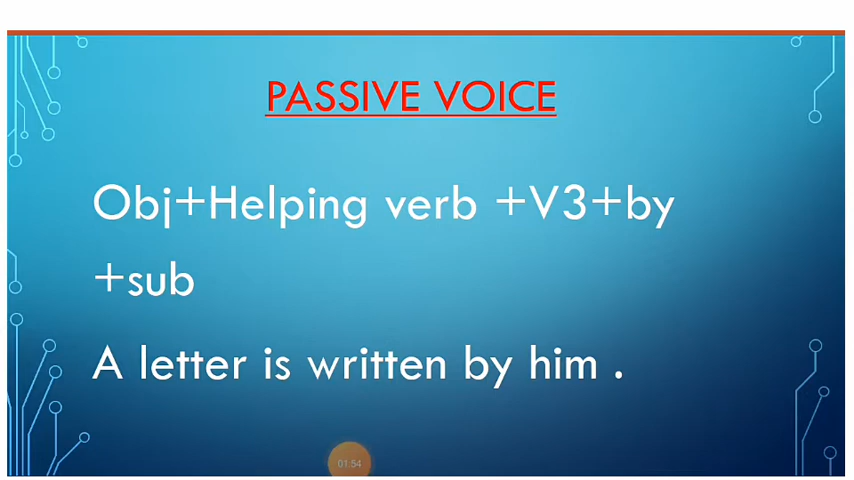 PASSIVE VOICE
Obj+Helping verb +V3+by
+sub
A letter is written by him .
01:54